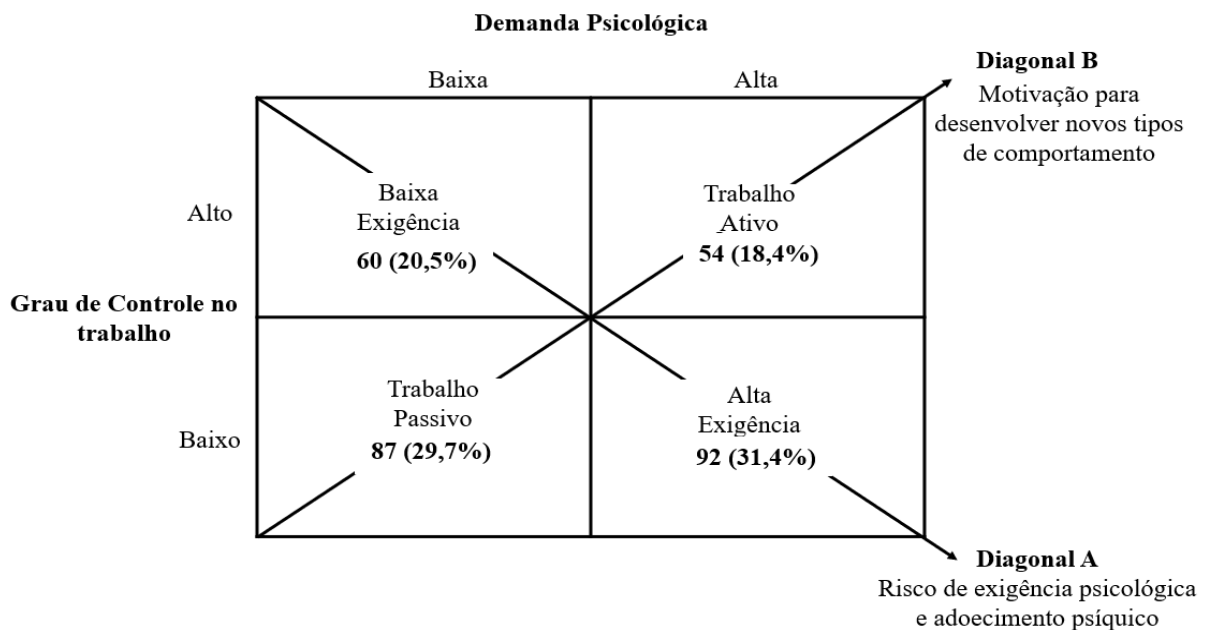 Demanda Psicológica
Baixa
Alta
Diagonal B
Motivação para
desenvolver novos tipos
de comportamento
Alto
Baixa
Exigência
60 (20,5%)
Trabalho
Ativo
54 (18,4%)
Grau de Controle no
trabalho
Baixo
Trabalho
Passivo
87 (29,7%)
Alta
Exigência
92 (31,4%)
Diagonal A
Risco de exigência psicológica
e adoecimento psíquico